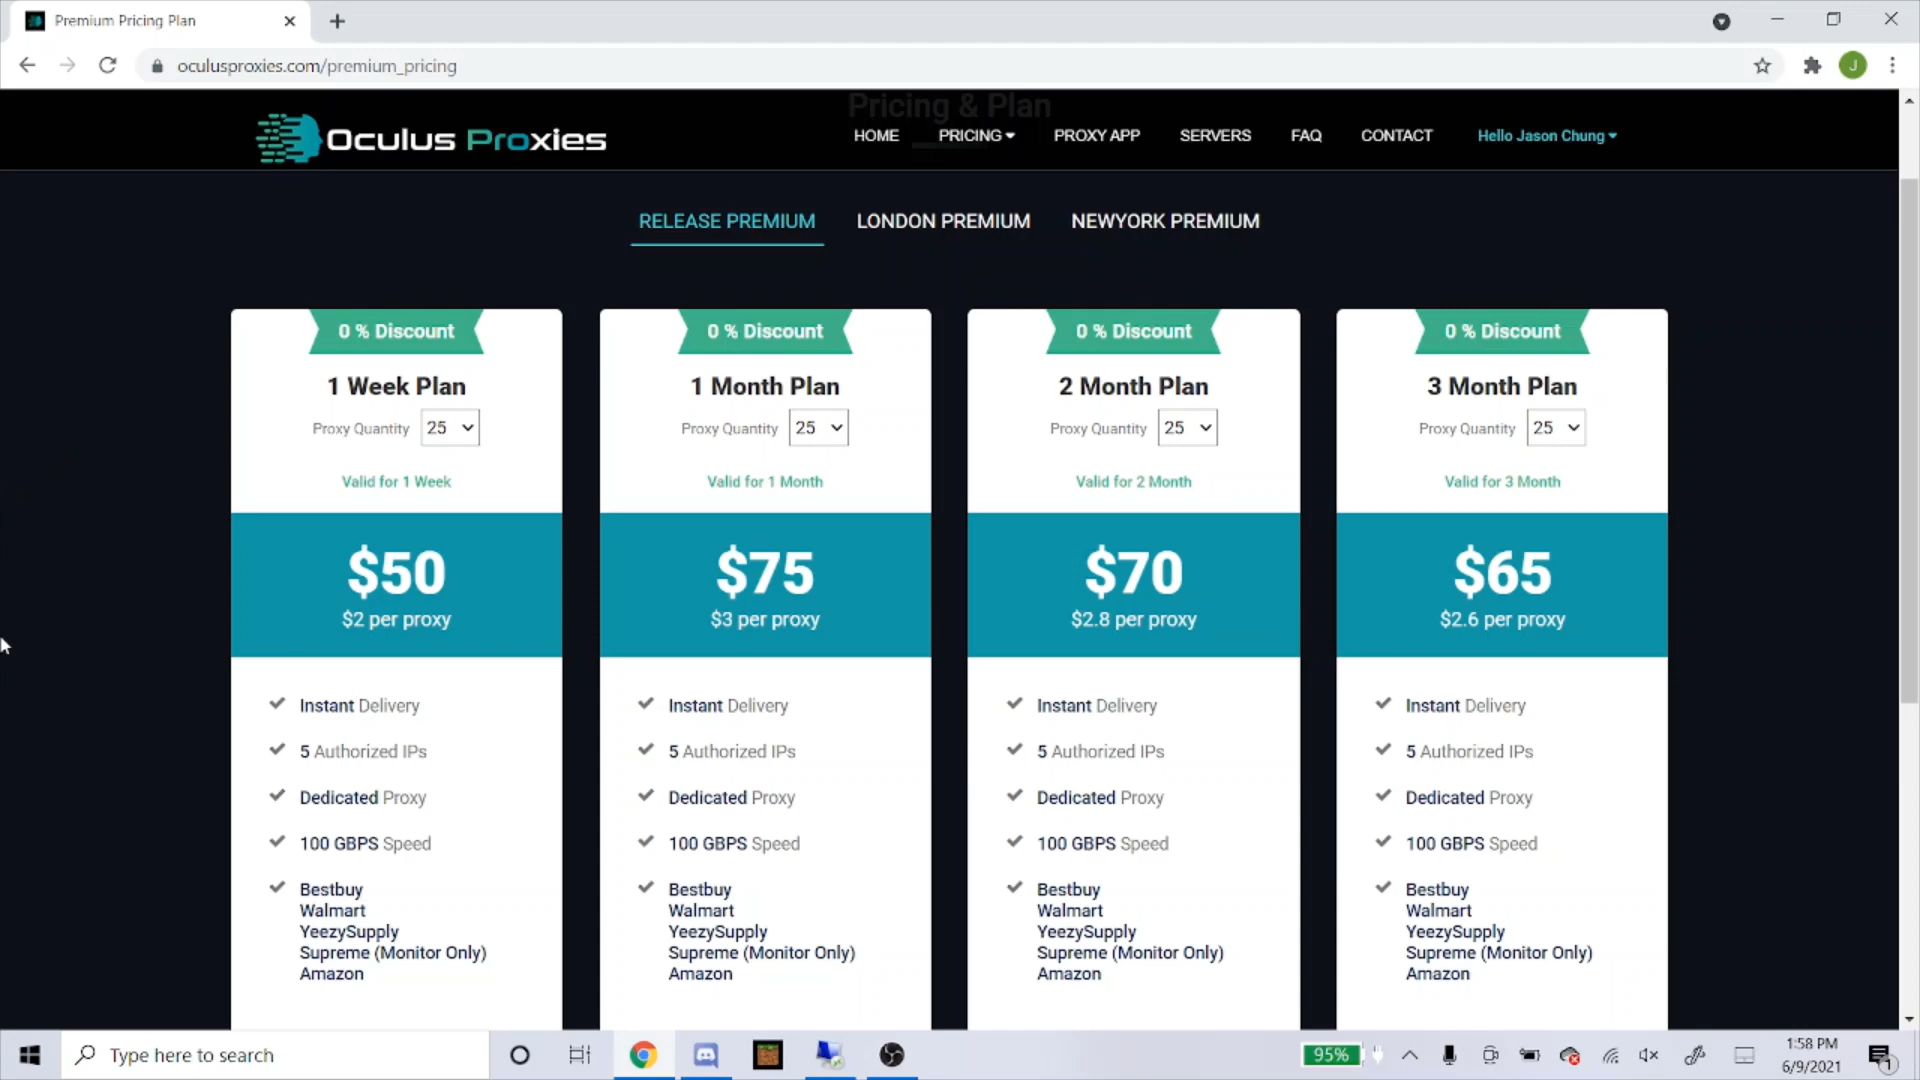 Premium Pricing Plan
oculusproxies.com/premium_pricing
J
Pricing & Plan
Oculus Proxies
HOME PRICING PROXY APP SERVERS FAQ CONTACT Hello Jason Chung
RELEASE PREMIUM LONDON PREMIUM NEWYORK PREMIUM
0 % Discount
1 Week Plan
Proxy Quantity 25
Valid for 1 Week
$50
$2 per proxy
Instant Delivery
5 Authorized IPs
Dedicated Proxy
100 GBPS Speed
Bestbuy
Walmart
YeezySupply
Supreme (Monitor Only)
Amazon
0 % Discount
1 Month Plan
Proxy Quantity 25
Valid for 1 Month
$75
$3 per proxy
Instant Delivery
5 Authorized IPs
Dedicated Proxy
100 GBPS Speed
Bestbuy
Walmart
YeezySupply
Supreme (Monitor Only)
Amazon
0 % Discount
2 Month Plan
Proxy Quantity 25
Valid for 2 Month
$70
$2.8 per proxy
Instant Delivery
5 Authorized IPs
Dedicated Proxy
100 GBPS Speed
Bestbuy
Walmart
YeezySupply
Supreme (Monitor Only)
Amazon
0 % Discount
3 Month Plan
Proxy Quantity 25
Valid for 3 Month
$65
$2.6 per proxy
Instant Delivery
5 Authorized IPs
Dedicated Proxy
100 GBPS Speed
Bestbuy
Walmart
YeezySupply
Supreme (Monitor Only)
Amazon
Type here to search
95%
1:58 PM
6/9/2021
1